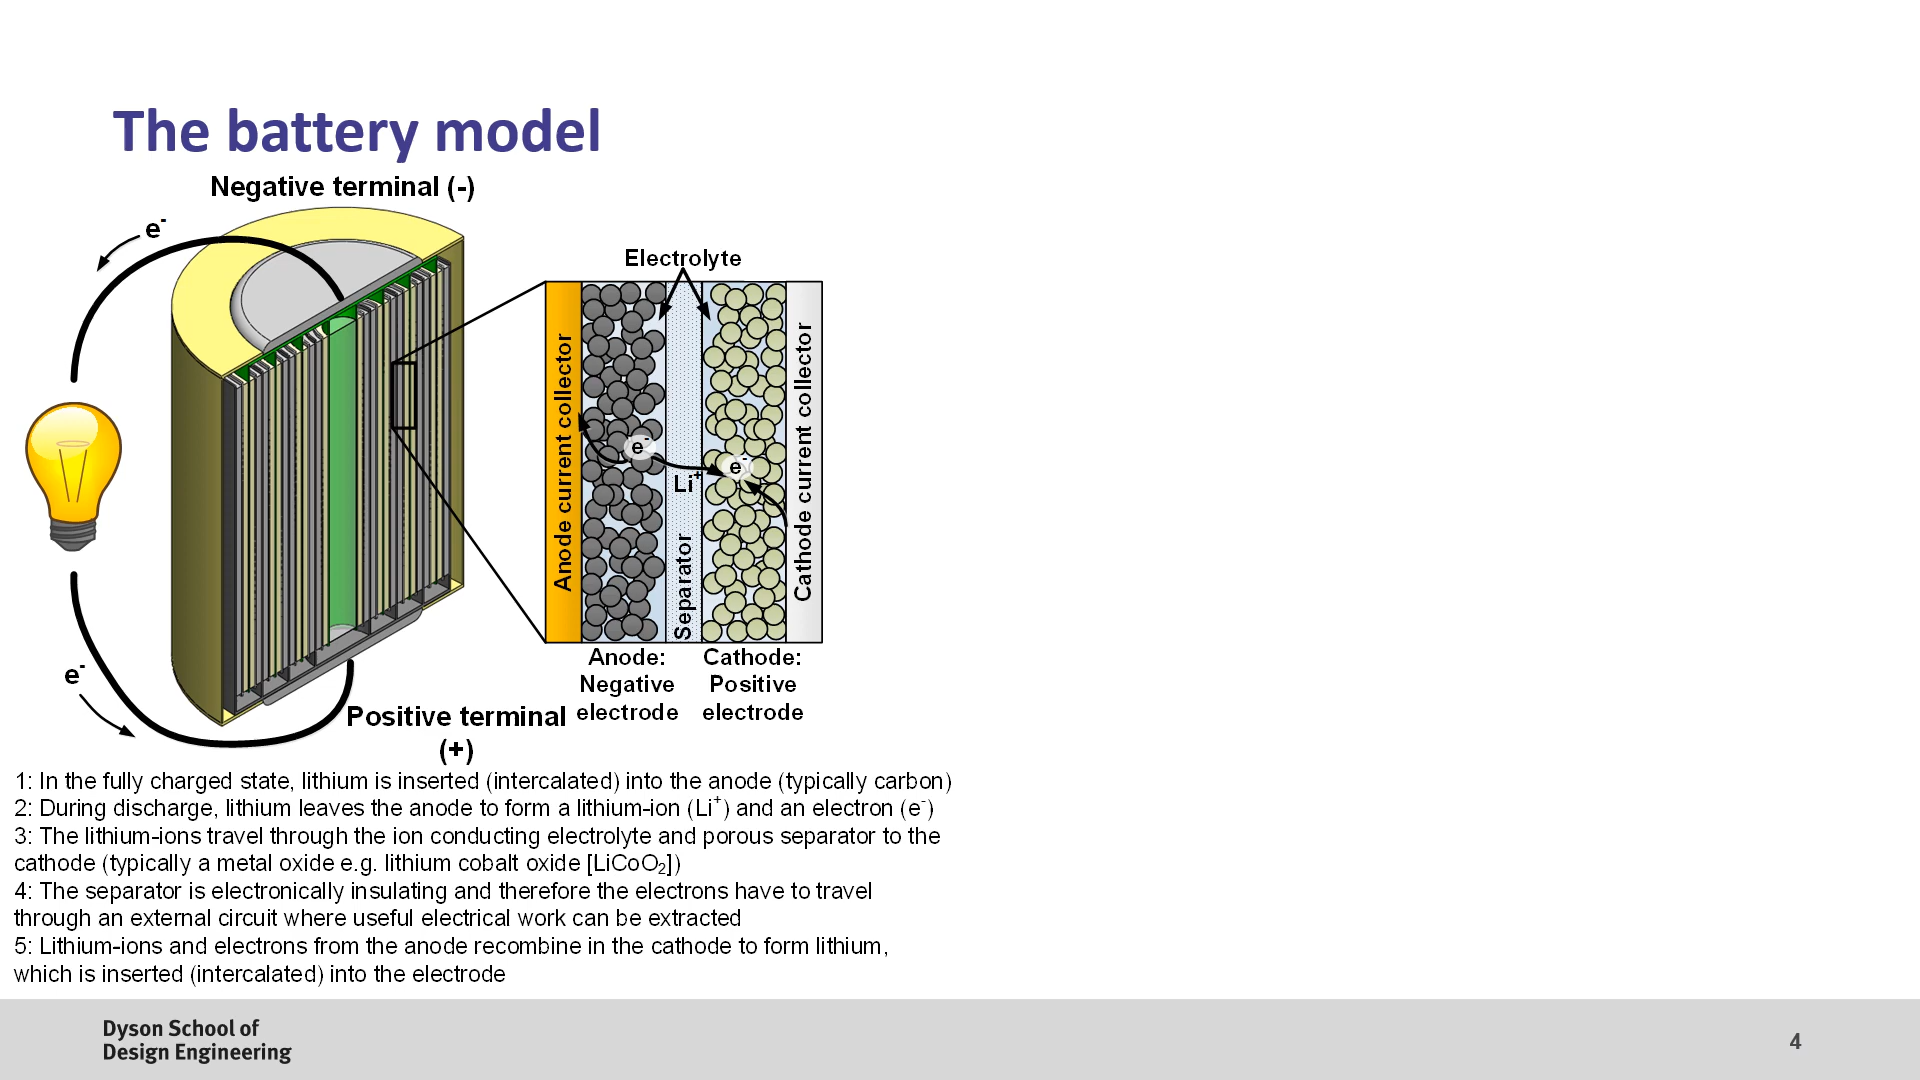 The battery model
Negative terminal (-)
e-
Electrolyte
Anode current collector
e-
Li+
Separator
e-
Cathode current collector
Anode:
Negative
electrode
Cathode:
Positive
electrode
e-
Positive terminal
(+)
1: In the fully charged state, lithium is inserted (intercalated) into the anode (typically carbon)
2: During discharge, lithium leaves the anode to form a lithium-ion (Li+) and an electron (e-)
3: The lithium-ions travel through the ion conducting electrolyte and porous separator to the
cathode (typically a metal oxide e.g. lithium cobalt oxide [LiCoO₂])
4: The separator is electronically insulating and therefore the electrons have to travel
through an external circuit where useful electrical work can be extracted
5: Lithium-ions and electrons from the anode recombine in the cathode to form lithium,
which is inserted (intercalated) into the electrode
Dyson School of
Design Engineering
4